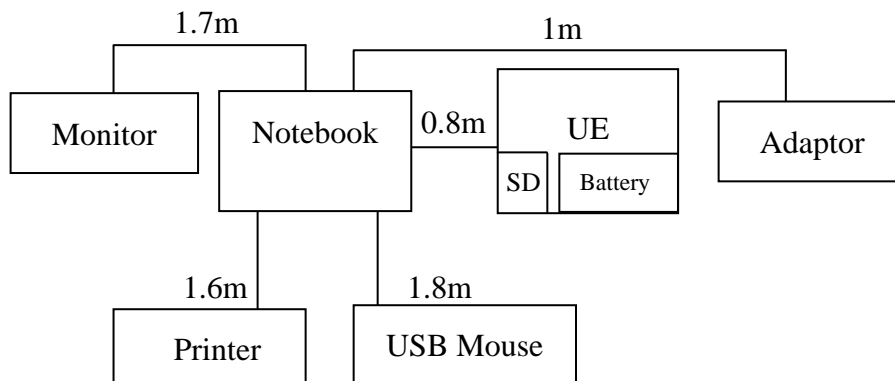 1.7m
1m
Monitor
Notebook
0.8m
UE
SD
Battery
Adaptor
1.6m
1.8m
Printer
USB Mouse